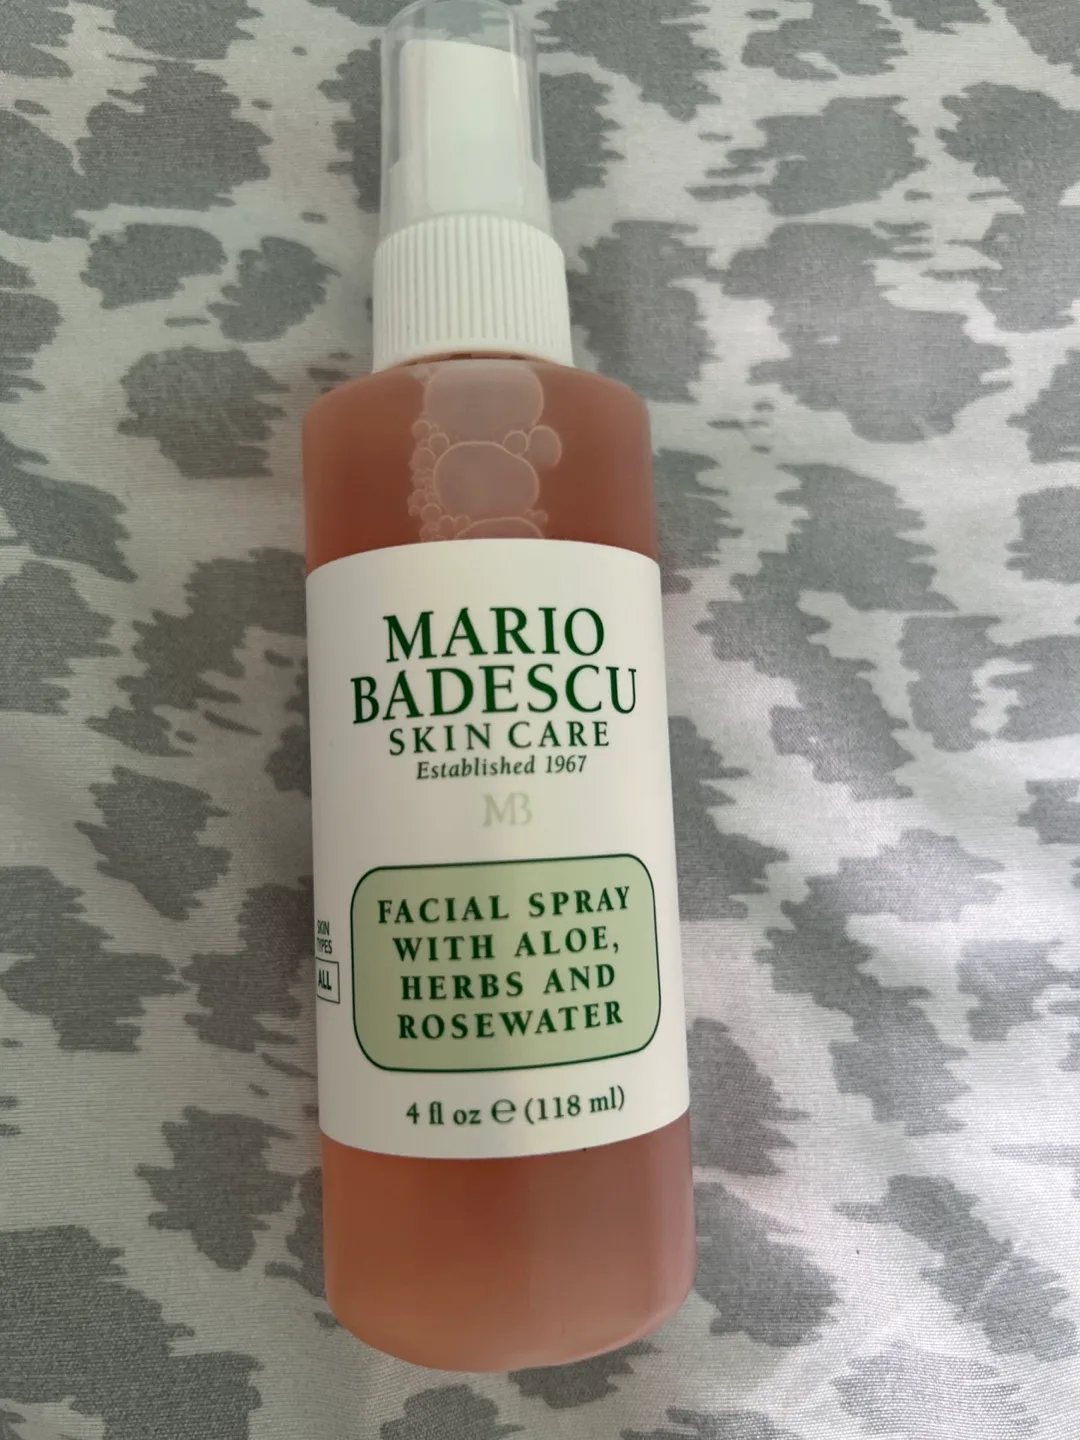 MARIO
BADESCU
SKIN CARE
Established 1967
MB
FACIAL SPRAY
WITH ALOE,
HERBS AND
ROSEWATER
SKIN
TYPES
ALL
4 fl oz ℮ (118 ml)